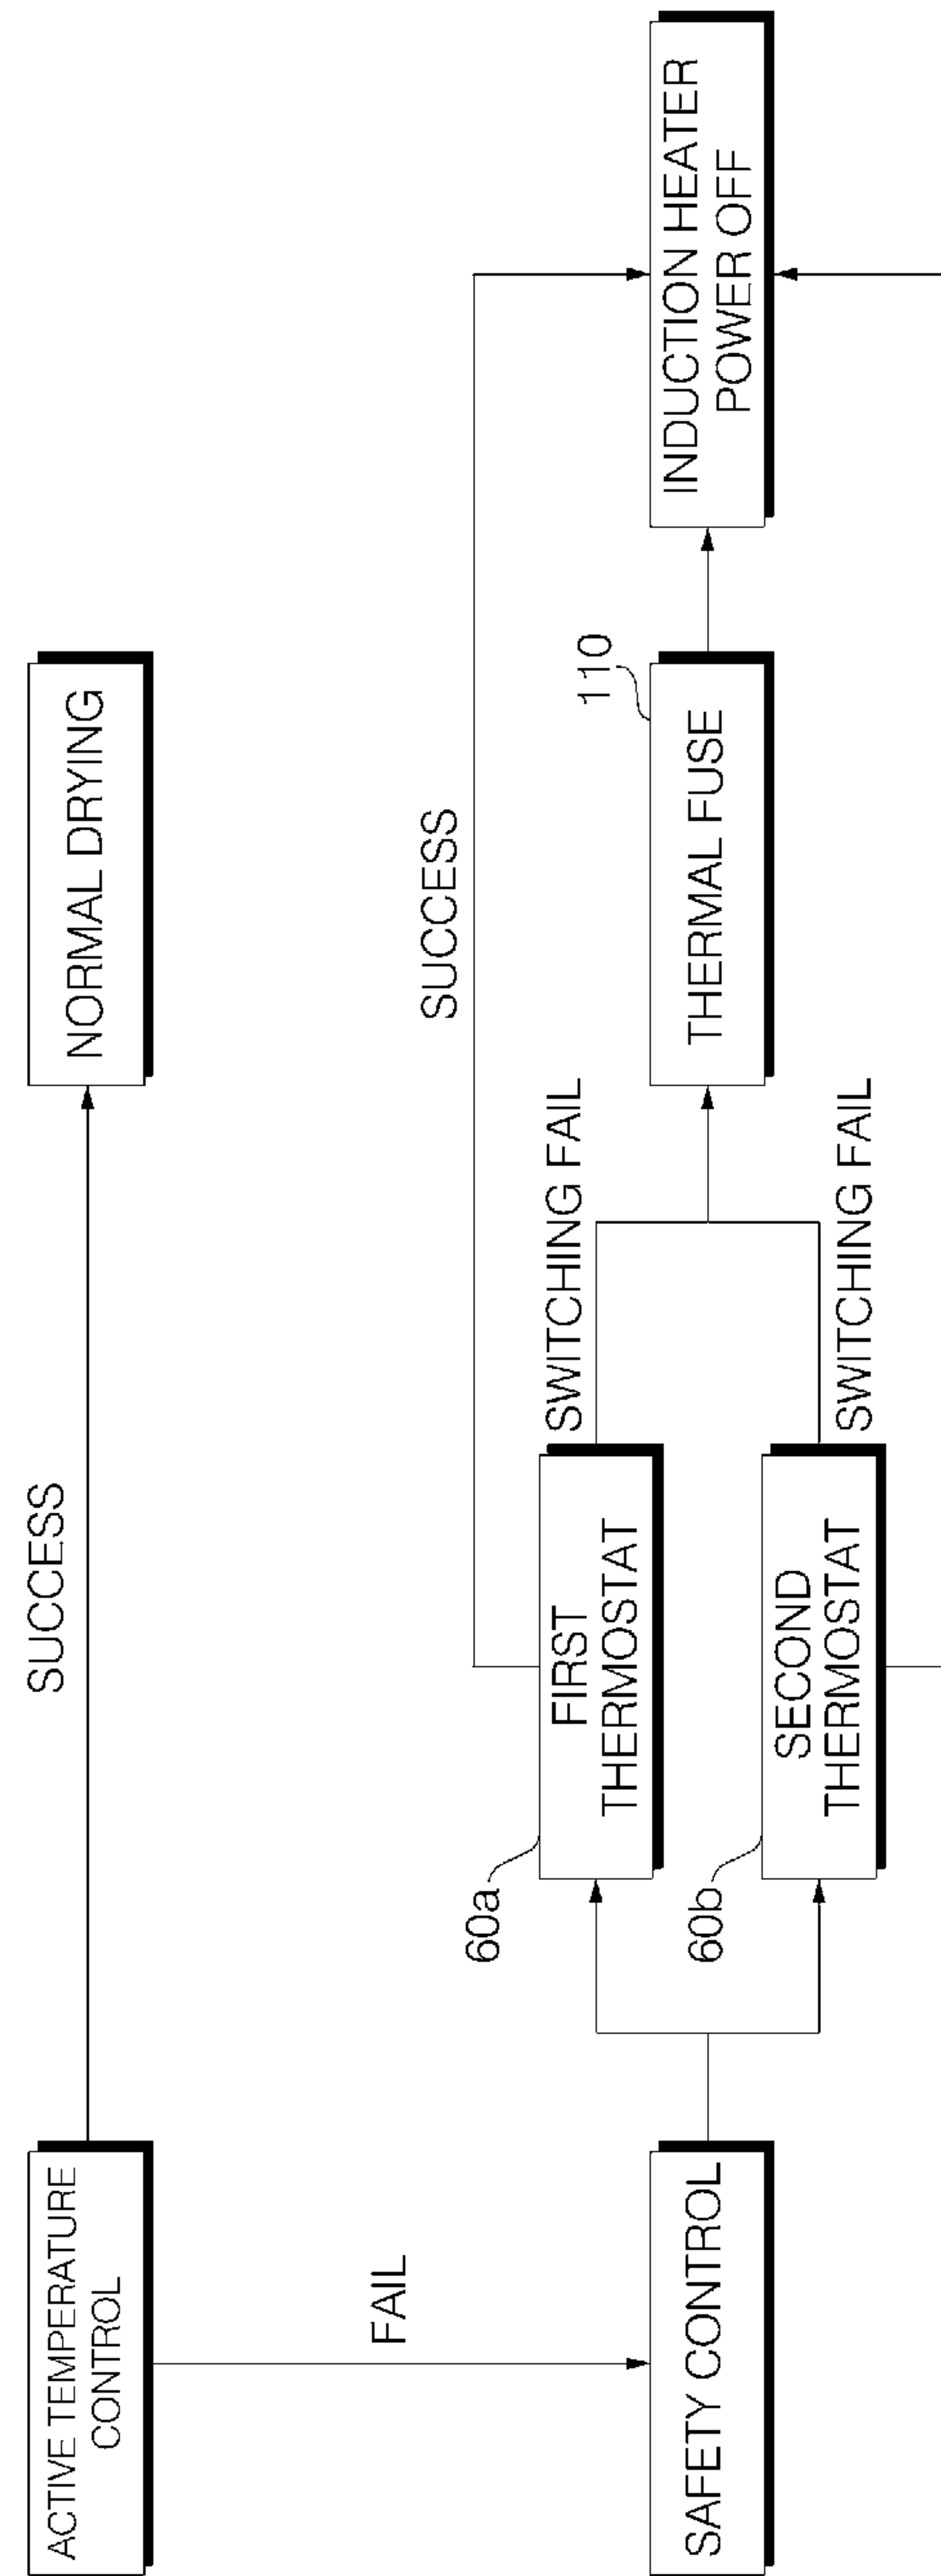 ACTIVE TEMPERATURE
CONTROL
SUCCESS
NORMAL DRYING
FAIL
SAFETY CONTROL
60a
FIRST
THERMOSTAT
60b
SECOND
THERMOSTAT
SUCCESS
SWITCHING FAIL
SWITCHING FAIL
110
THERMAL FUSE
INDUCTION HEATER
POWER OFF